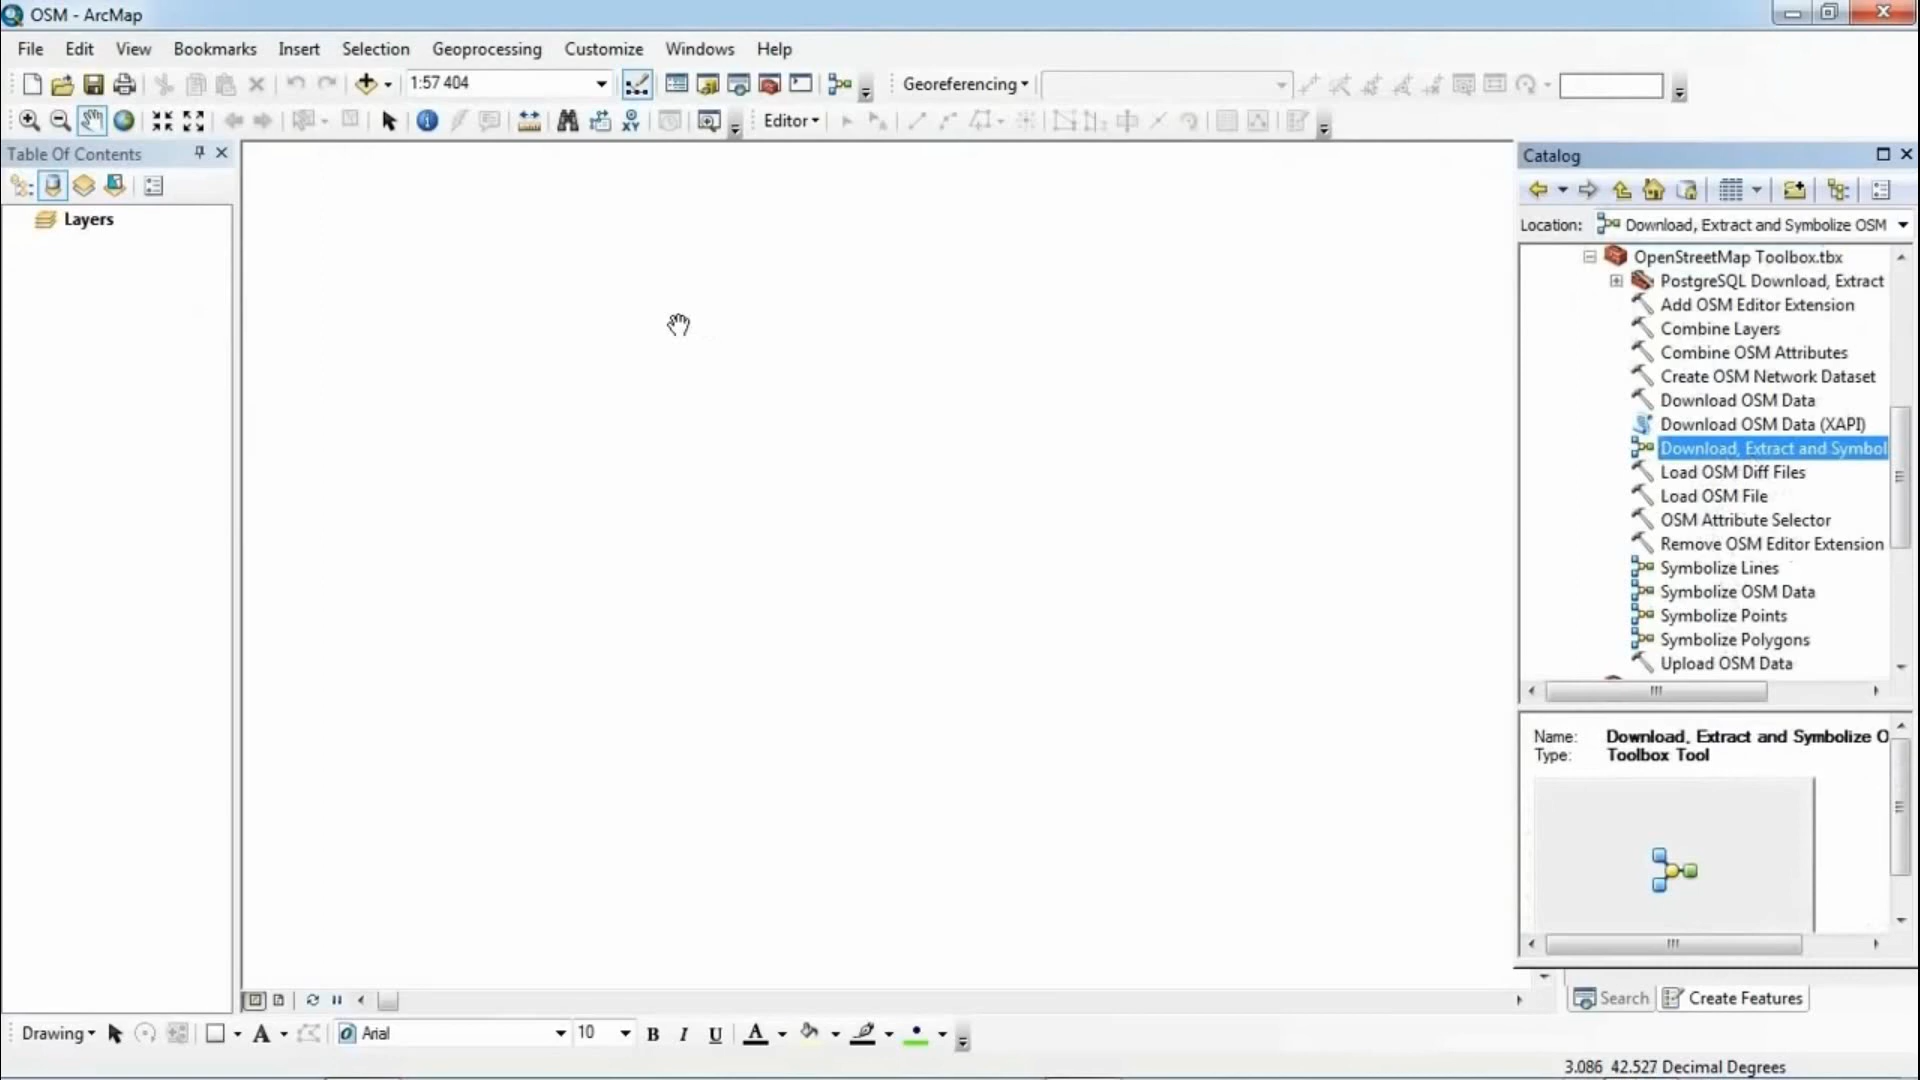 OSM - ArcMap
File Edit View Bookmarks Insert Selection Geoprocessing Customize Windows Help
1:57 404
Georeferencing
Editor
Table Of Contents
Layers
Catalog
Location: Download, Extract and Symbolize OSM
OpenStreetMap Toolbox.tbx
PostgreSQL Download, Extract
Add OSM Editor Extension
Combine Layers
Combine OSM Attributes
Create OSM Network Dataset
Download OSM Data
Download OSM Data (XAPI)
Download, Extract and Symbol
Load OSM Diff Files
Load OSM File
OSM Attribute Selector
Remove OSM Editor Extension
Symbolize Lines
Symbolize OSM Data
Symbolize Points
Symbolize Polygons
Upload OSM Data
Name: Download, Extract and Symbolize O
Type: Toolbox Tool
Search Create Features
Drawing A Arial 10 B I U A
3.086 42.527 Decimal Degrees